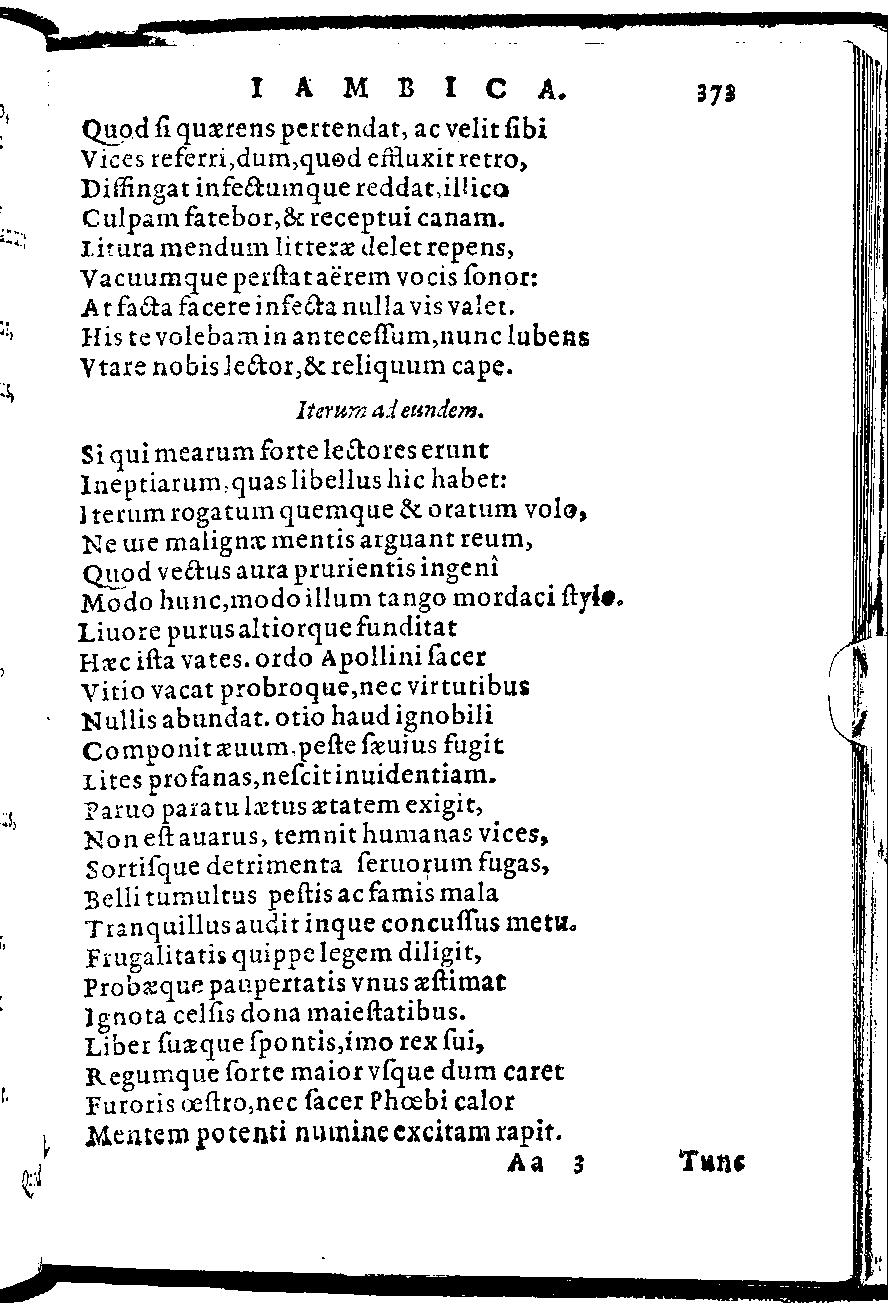 IAMBICA. 373
Quod ſi quærens pertendat, ac velit ſibi
Vices referri,dum,quod effluxit retro,
Diffingat infectumque reddat,illico
Culpam fatebor,& receptui canam.
Litura mendum litteræ delet repens,
Vacuumque perſtat aërem vocis ſonor:
At facta facere infecta nulla vis valet.
His te volebam in anteceſſum,nunc lubens
Vtare nobis lector,& reliquum cape.
Iterum ad eundem.
Si qui mearum forte lectores erunt
Ineptiarum,quas libellus hic habet:
Iterum rogatum quemque & oratum volo,
Ne me malignæ mentis arguant reum,
Quod vectus aura prurientis ingenî
Modo hunc,modo illum tango mordaci ſtylo.
Liuore purus altiorque funditat
Hæc iſta vates. ordo Apollini ſacer
Vitio vacat probroque,nec virtutibus
Nullis abundat. otio haud ignobili
Componit æuum.peſte ſæuius fugit
Lites profanas,neſcit inuidentiam.
Paruo paratu lætus ætatem exigit,
Non eſt auarus, temnit humanas vices,
Sortiſque detrimenta ſeruorum fugas,
Belli tumultus peſtis ac famis mala
Tranquillus audit inque concuſſus metu.
Frugalitatis quippe legem diligit,
Probæque paupertatis vnus æſtimat
Ignota celſis dona maieſtatibus.
Liber ſuæque ſpontis,imo rex ſui,
Regumque ſorte maior vſque dum caret
Furoris œſtro,nec ſacer Phœbi calor
Mentem potenti numine excitam rapit.
Aa 3 Tunc